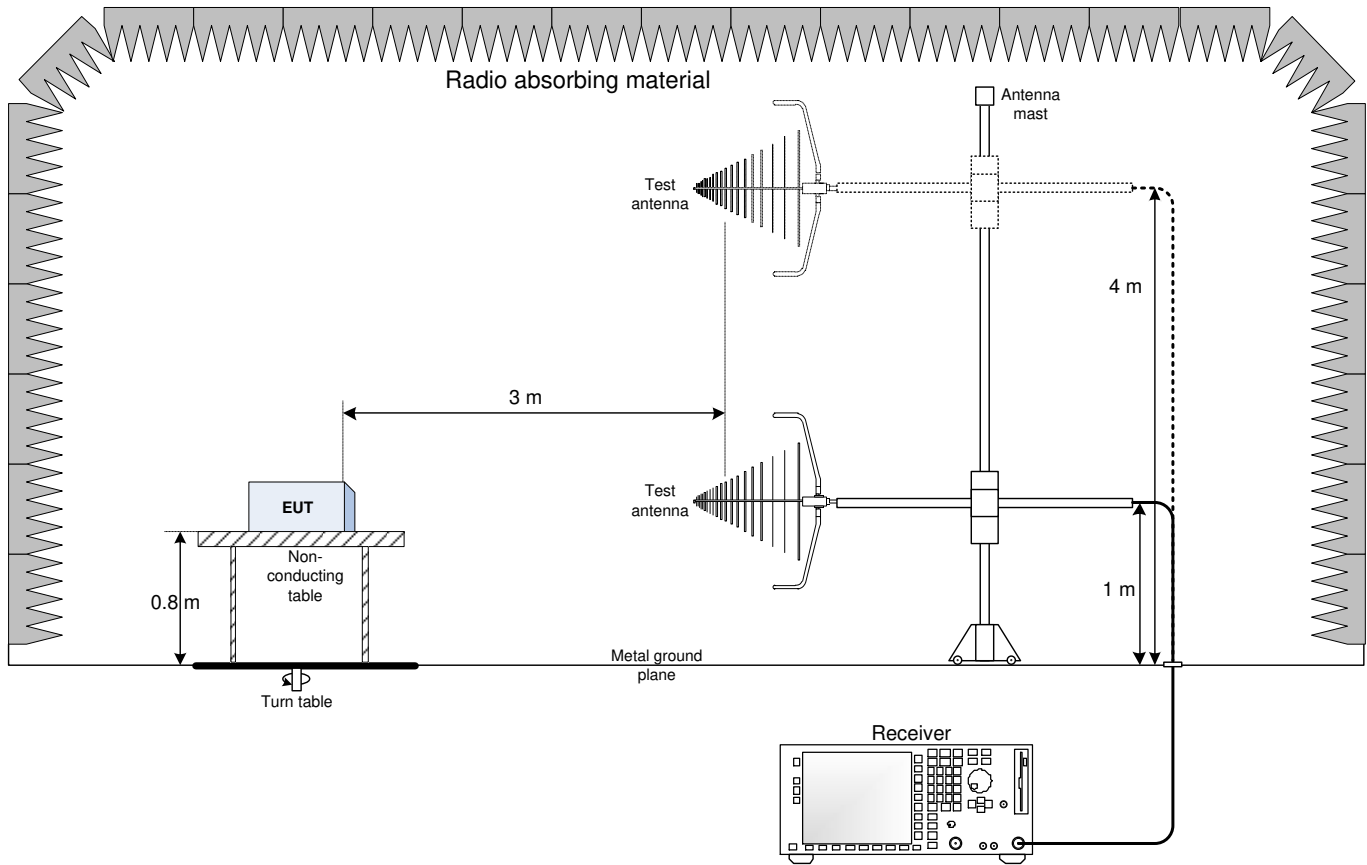 Radio absorbing material
Antenna
mast
Test
antenna
4 m
3 m
EUT
Test
antenna
Non-
conducting
table
0.8 m
1 m
Metal ground
plane
Turn table
Receiver